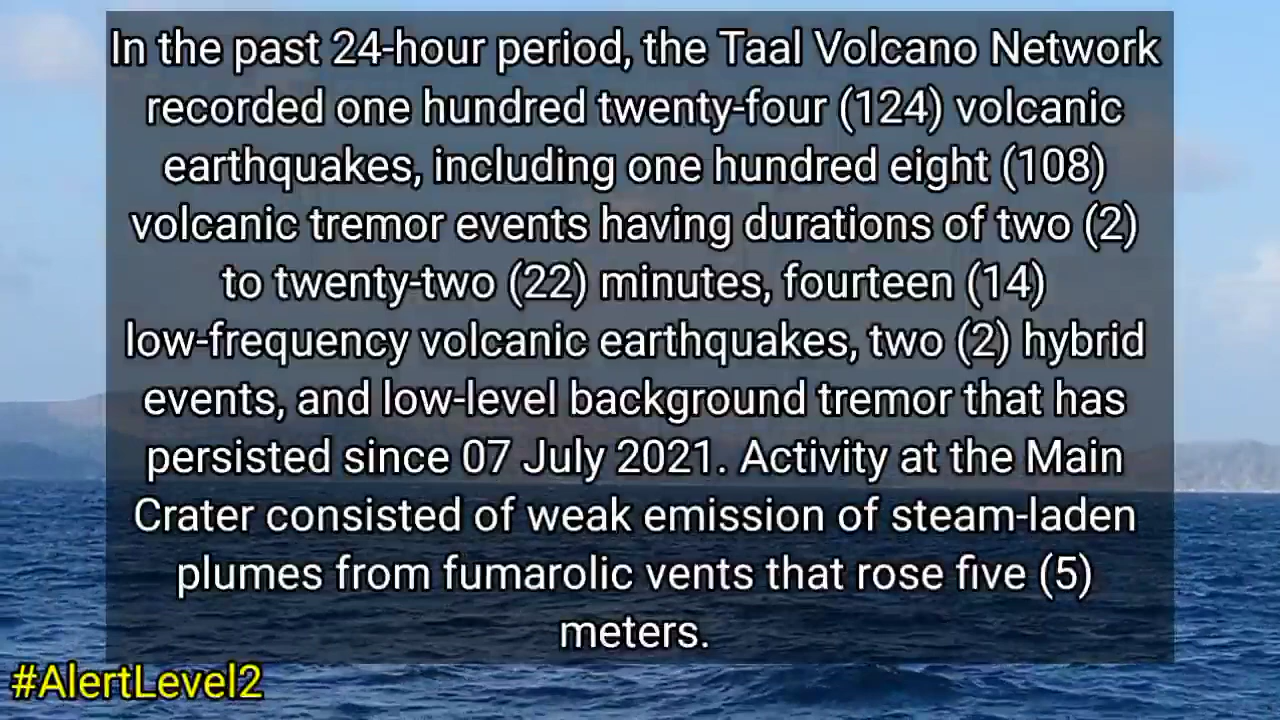 In the past 24-hour period, the Taal Volcano Network
recorded one hundred twenty-four (124) volcanic
earthquakes, including one hundred eight (108)
volcanic tremor events having durations of two (2)
to twenty-two (22) minutes, fourteen (14)
low-frequency volcanic earthquakes, two (2) hybrid
events, and low-level background tremor that has
persisted since 07 July 2021. Activity at the Main
Crater consisted of weak emission of steam-laden
plumes from fumarolic vents that rose five (5)
meters.
#AlertLevel2